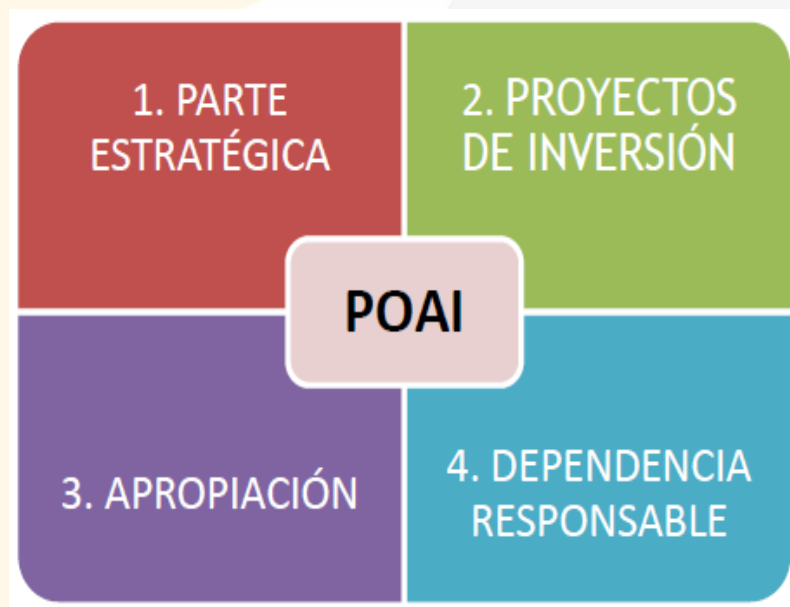 1. PARTE
ESTRATÉGICA
2. PROYECTOS
DE INVERSIÓN
POAI
3. APROPIACIÓN
4. DEPENDENCIA
RESPONSABLE